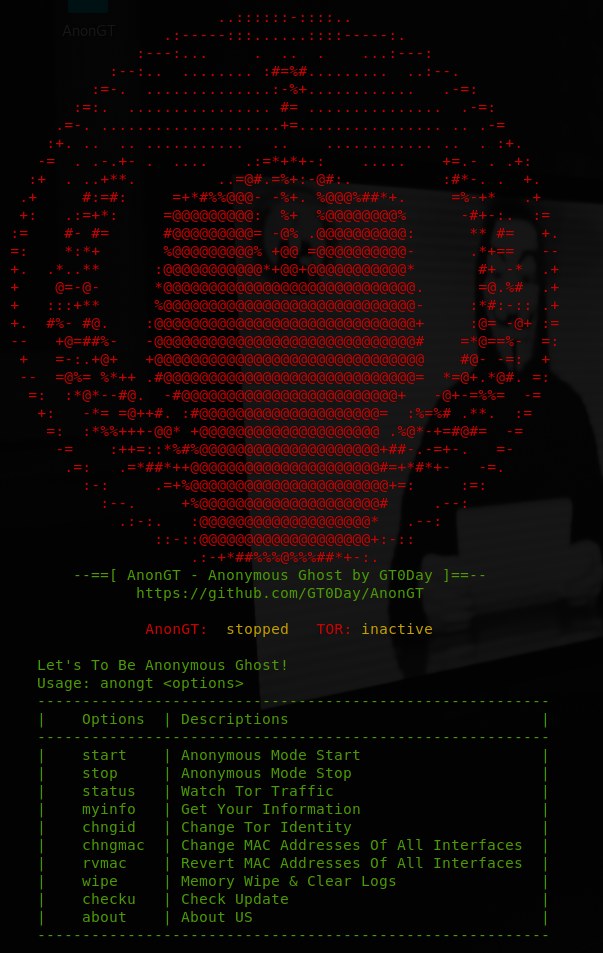 AnonGT
--==[ AnonGT - Anonymous Ghost by GT0Day ]==--
https://github.com/GT0Day/AnonGT
AnonGT: stopped TOR: inactive
Let's To Be Anonymous Ghost!
Usage: anongt <options>
| Options | Descriptions |
| start | Anonymous Mode Start |
| stop | Anonymous Mode Stop |
| status | Watch Tor Traffic |
| myinfo | Get Your Information |
| chngid | Change Tor Identity |
| chngmac | Change MAC Addresses Of All Interfaces |
| rvmac | Revert MAC Addresses Of All Interfaces |
| wipe | Memory Wipe & Clear Logs |
| checku | Check Update |
| about | About US |